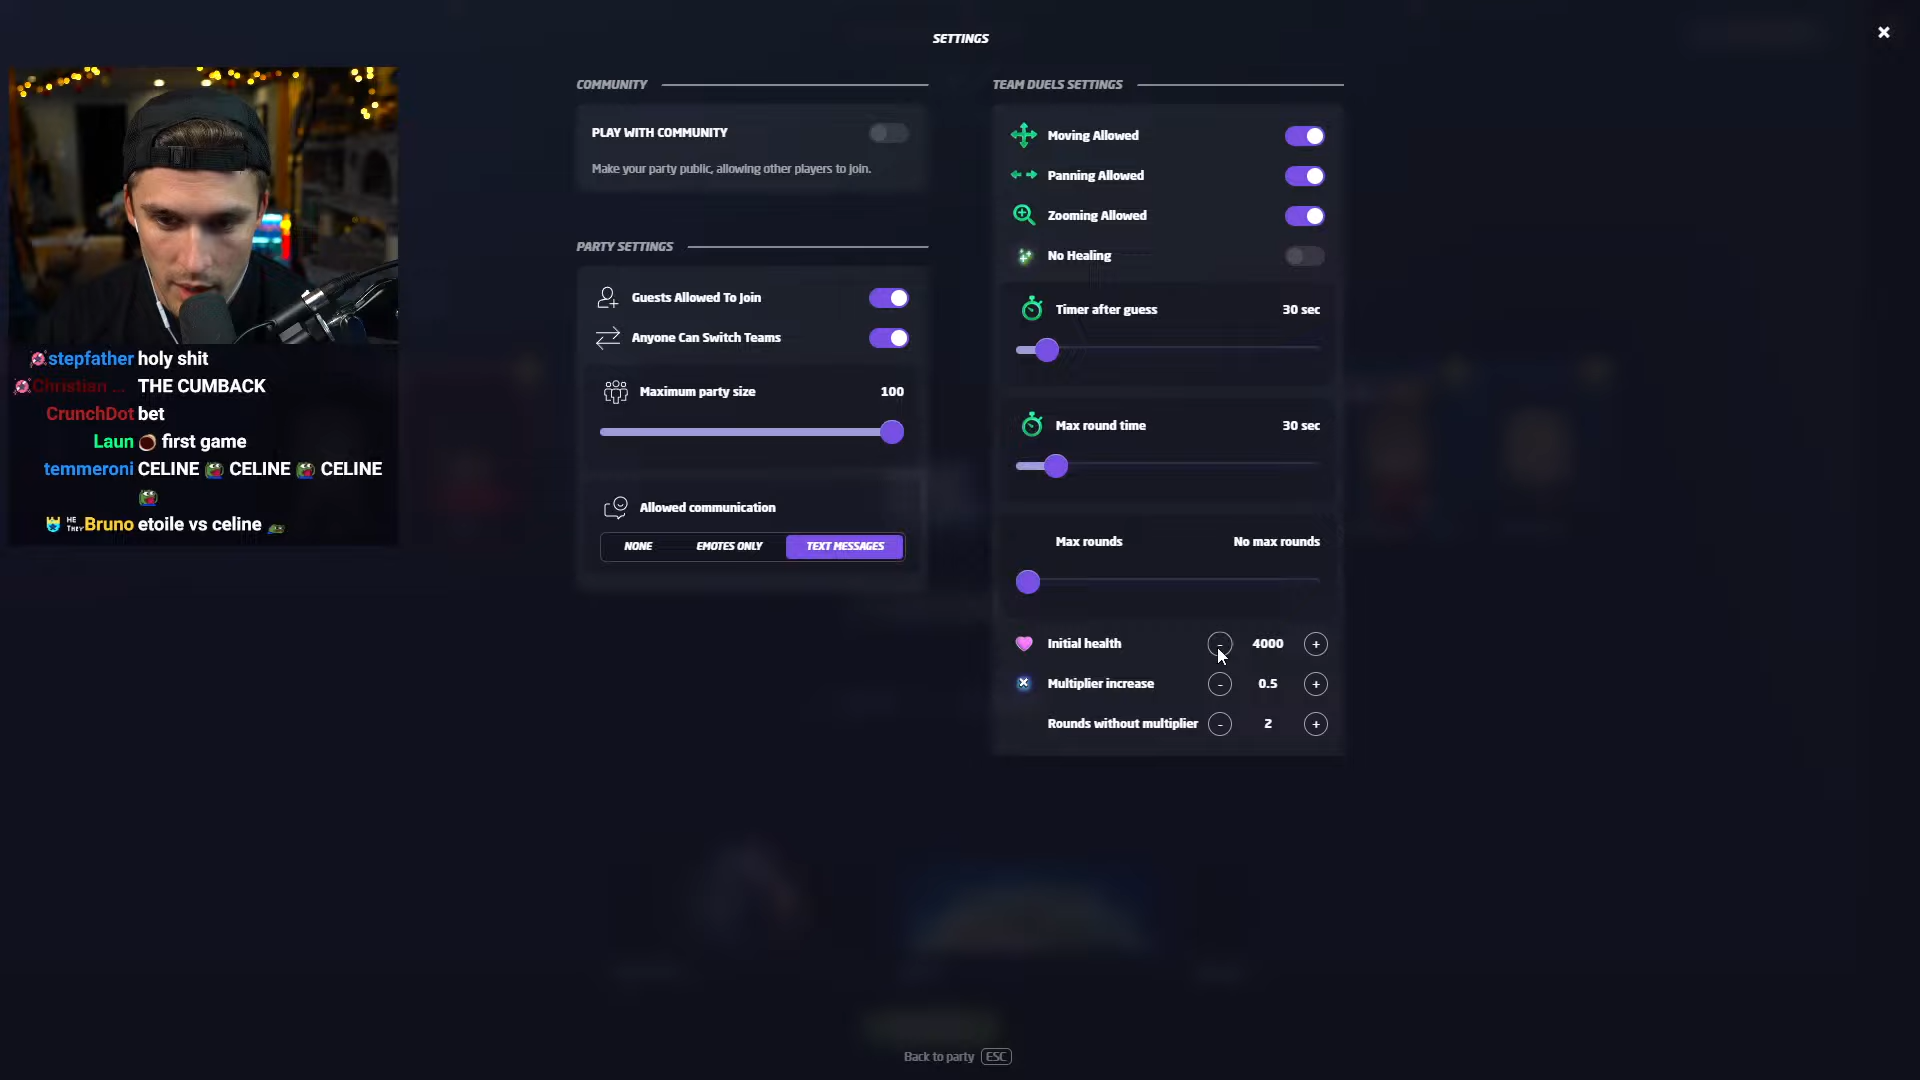 SETTINGS
COMMUNITY
PLAY WITH COMMUNITY
Make your party public, allowing other players to join.
PARTY SETTINGS
Guests Allowed To Join
Anyone Can Switch Teams
Maximum party size 100
Allowed communication
NONE EMOTES ONLY TEXT MESSAGES
TEAM DUELS SETTINGS
Moving Allowed
Panning Allowed
Zooming Allowed
No Healing
Timer after guess 30 sec
Max round time 30 sec
Max rounds No max rounds
Initial health - 4000 +
Multiplier increase - 0.5 +
Rounds without multiplier - 2 +
stepfather holy shit
Christian ... THE CUMBACK
CrunchDot bet
Laun first game
temmeroni CELINE CELINE CELINE
HE THEY Bruno etoile vs celine
Back to party ESC